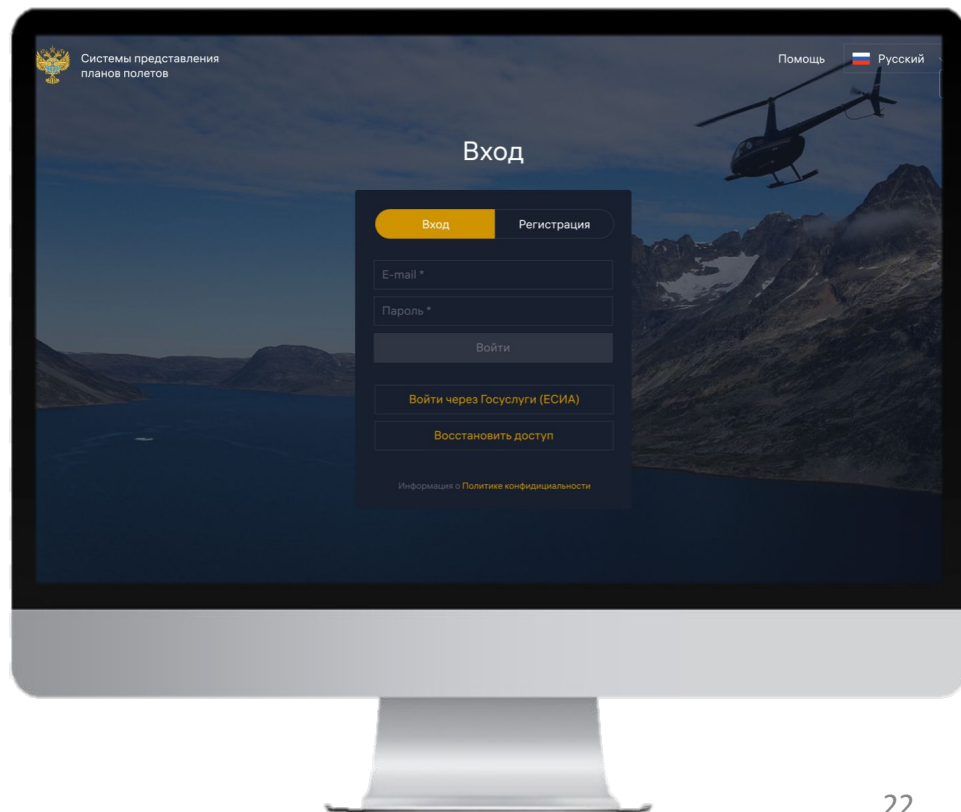 Системы представления
планов полетов
Помощь
Русский
Вход
Вход
Регистрация
E-mail *
Пароль *
Войти
Войти через Госуслуги (ЕСИА)
Восстановить доступ
Информация о Политике конфидициальности
22